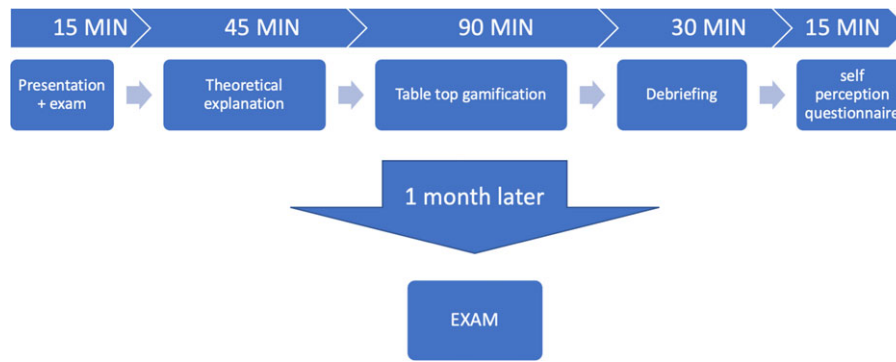 15 MIN
45 MIN
90 MIN
30 MIN
15 MIN
Presentation
+ exam
Theoretical
explanation
Table top gamification
Debriefing
self
perception
questionnaire
1 month later
EXAM